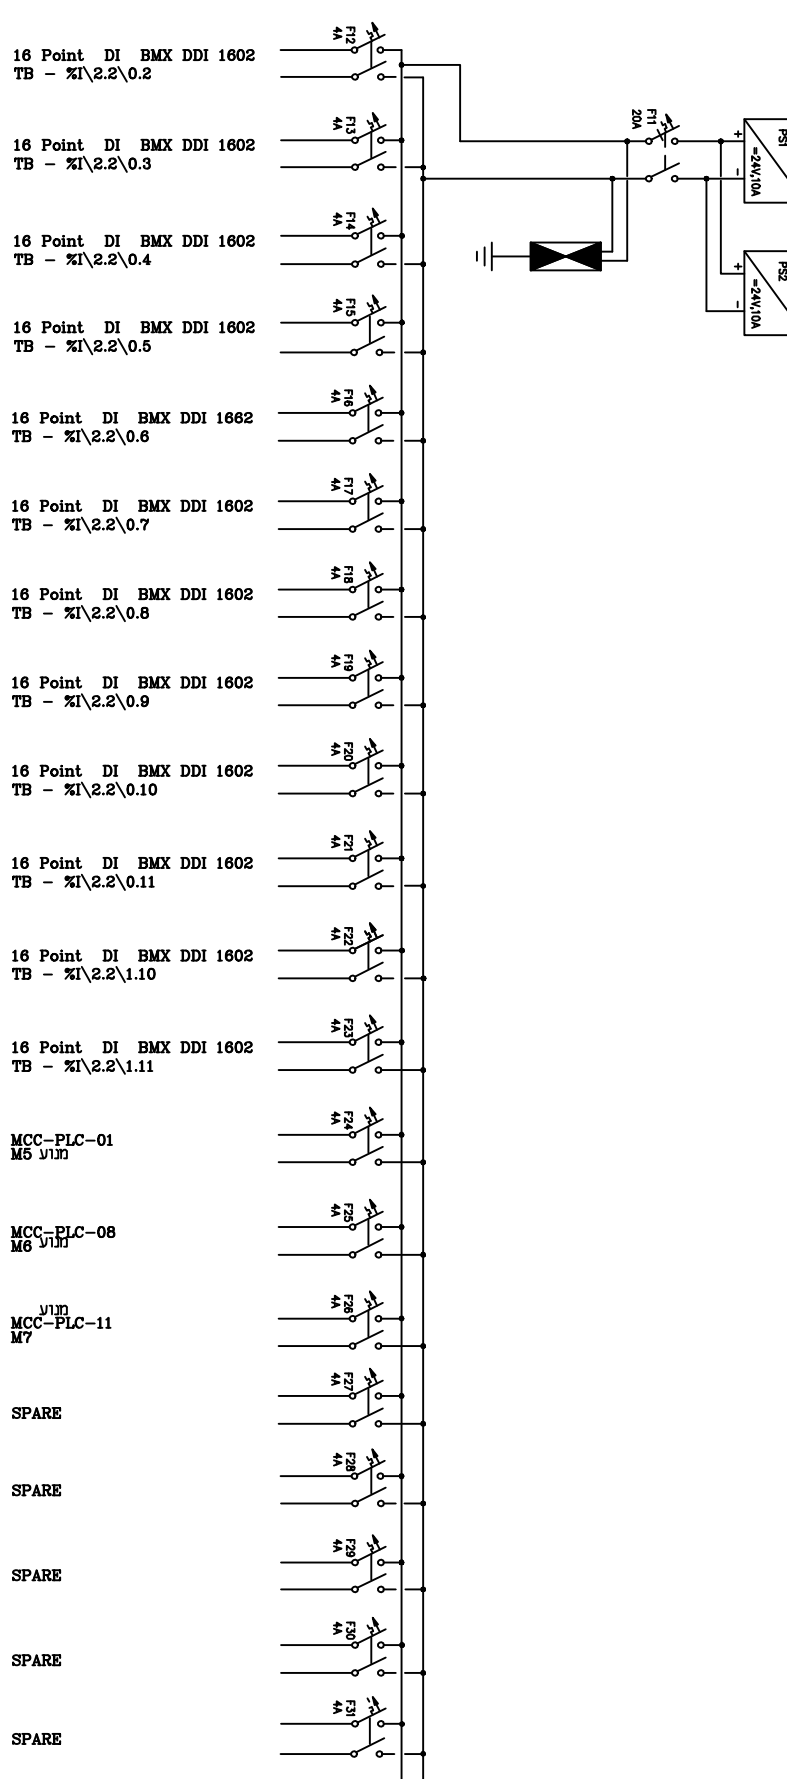 F12
4A
16 Point DI BMX DDI 1602
TB - %I\2.2\0.2
F11
20A
+
-
PS1
=24V,10A
F13
4A
16 Point DI BMX DDI 1602
TB - %I\2.2\0.3
F14
4A
16 Point DI BMX DDI 1602
TB - %I\2.2\0.4
+
-
PS2
=24V,10A
F15
4A
16 Point DI BMX DDI 1602
TB - %I\2.2\0.5
F16
4A
16 Point DI BMX DDI 1662
TB - %I\2.2\0.6
F17
4A
16 Point DI BMX DDI 1602
TB - %I\2.2\0.7
F18
4A
16 Point DI BMX DDI 1602
TB - %I\2.2\0.8
F19
4A
16 Point DI BMX DDI 1602
TB - %I\2.2\0.9
F20
4A
16 Point DI BMX DDI 1602
TB - %I\2.2\0.10
F21
4A
16 Point DI BMX DDI 1602
TB - %I\2.2\0.11
F22
4A
16 Point DI BMX DDI 1602
TB - %I\2.2\1.10
F23
4A
16 Point DI BMX DDI 1602
TB - %I\2.2\1.11
F24
4A
MCC-PLC-01
M5 מנוע
F25
4A
MCC-PLC-08
M6 מנוע
F26
4A
מנוע
MCC-PLC-11
M7
F27
4A
SPARE
F28
4A
SPARE
F29
4A
SPARE
F30
4A
SPARE
F31
4A
SPARE